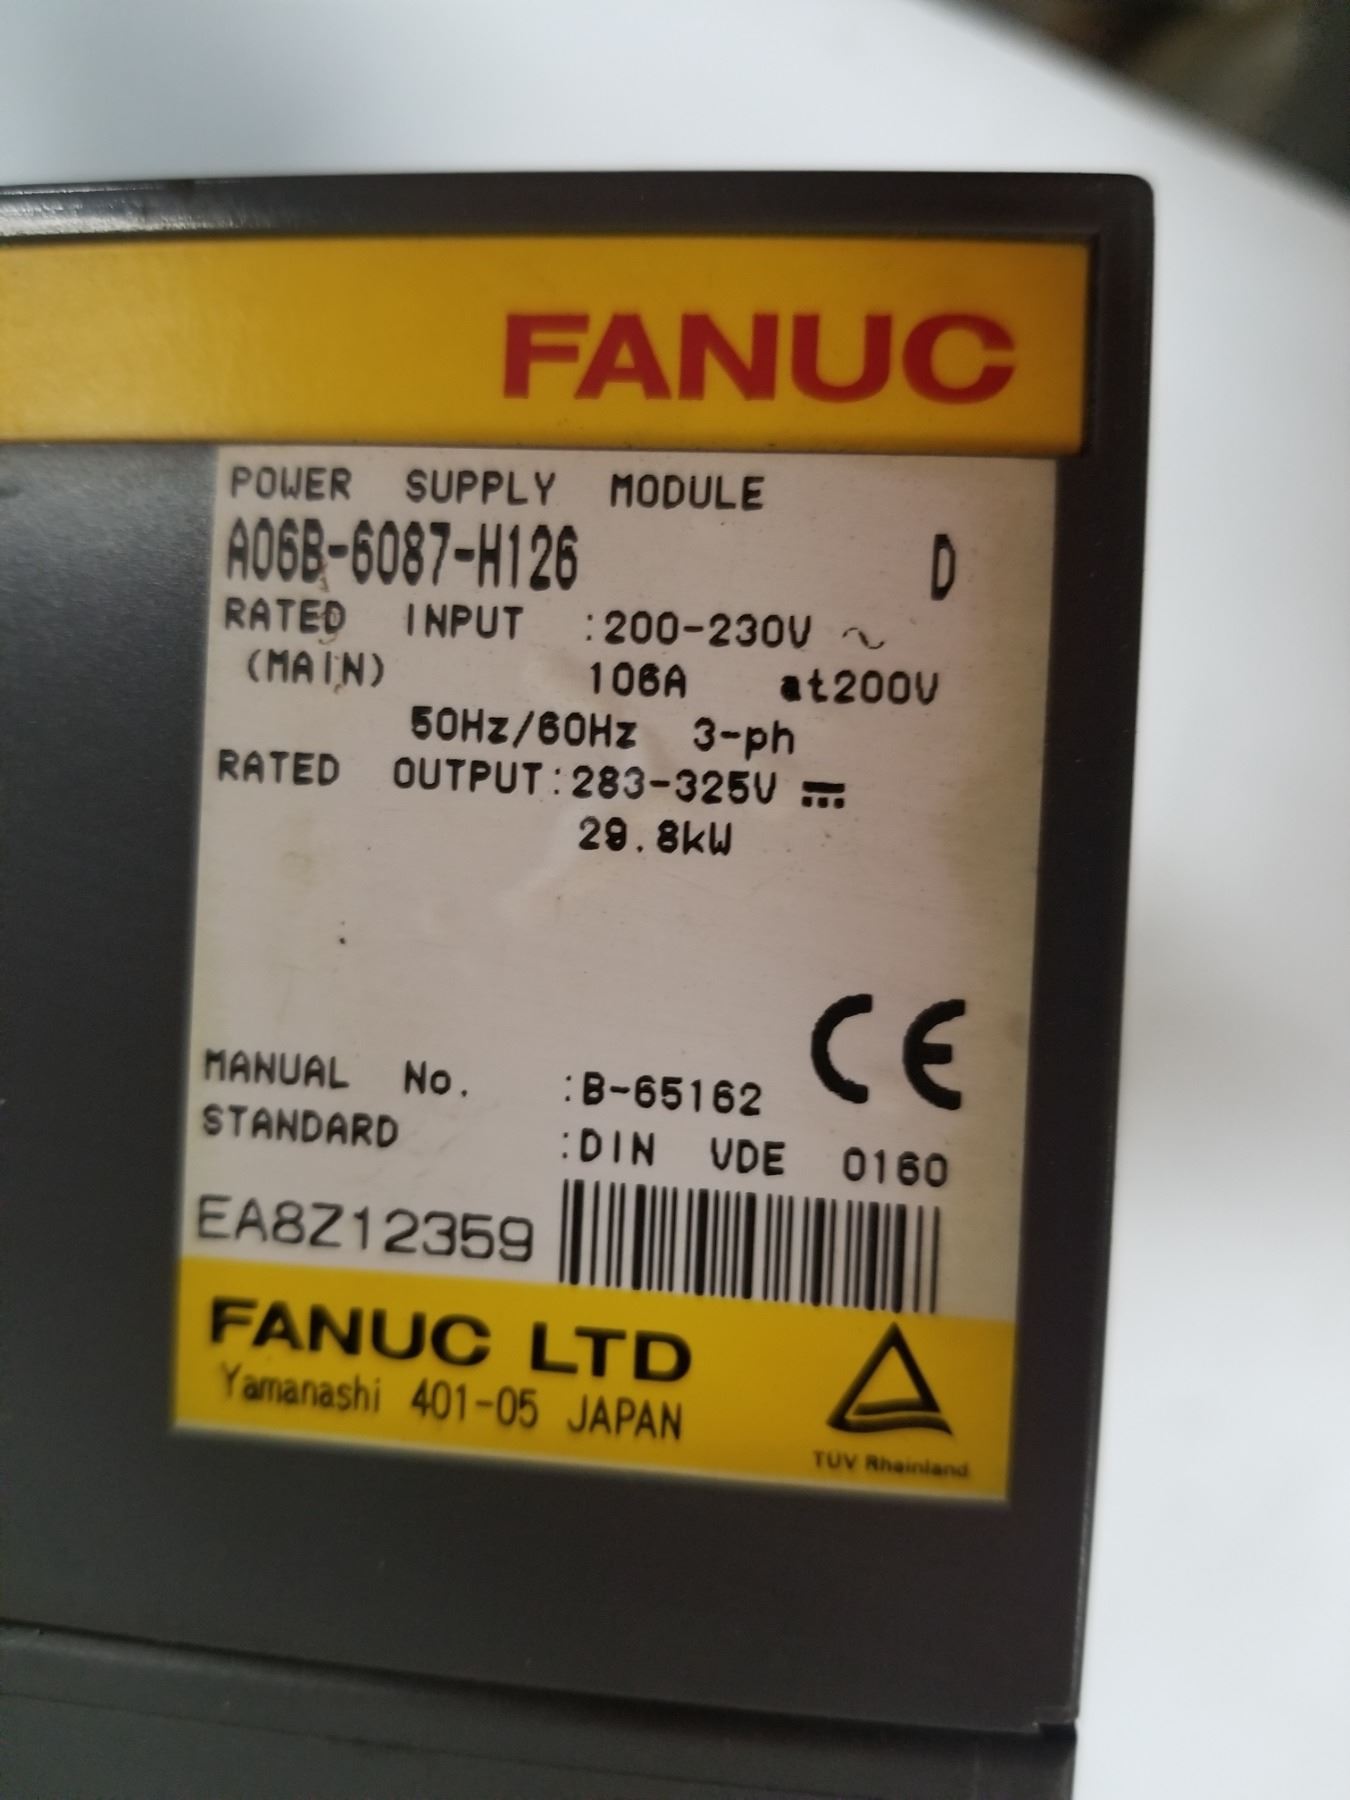 FANUC
POWER SUPPLY MODULE
A06B-6087-H126 D
RATED INPUT :200-230V ∿
(MAIN) 106A at200V
50Hz/60Hz 3-ph
RATED OUTPUT:283-325V ⎓
29.8kW
CE
MANUAL No. :B-65162
STANDARD :DIN VDE 0160
EA8Z12359
FANUC LTD
Yamanashi 401-05 JAPAN
TÜV Rheinland